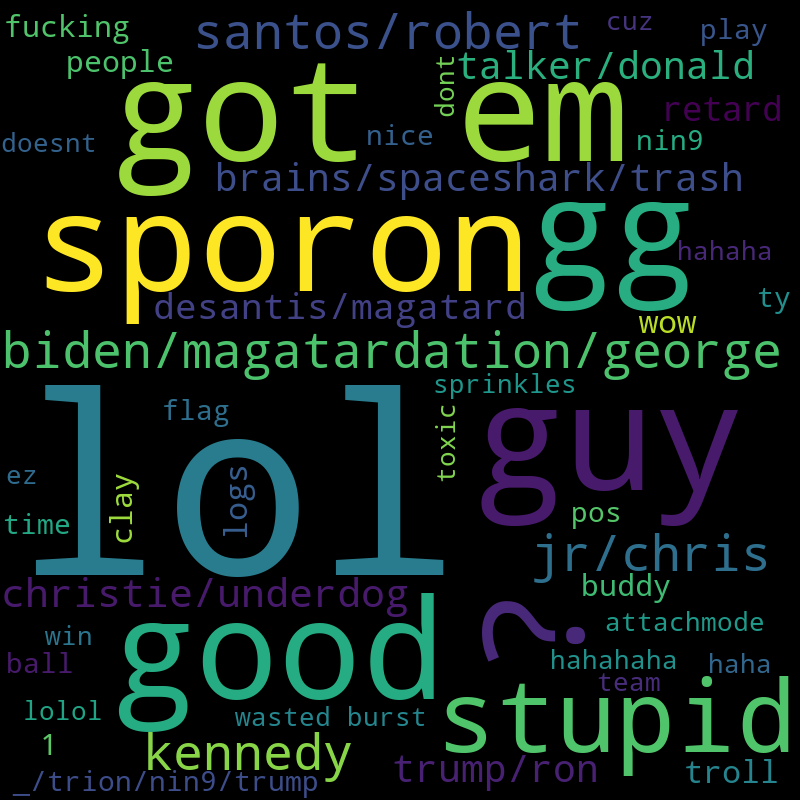 fucking
santos/robert
cuz
play
people
got em
dont
talker/donald
retard
doesnt
nice
nin9
brains/spaceshark/trash
sporon
gg
hahaha
desantis/magatard
ty
wow
biden/magatardation/george
lol
sprinkles
flag
toxic
guy
logs
clay
ez
time
pos
jr/chris
christie/underdog
buddy
good
?
attachmode
win
ball
hahahaha
haha
team
lolol
wasted burst
stupid
1
kennedy
trump/ron
troll
_/trion/nin9/trump